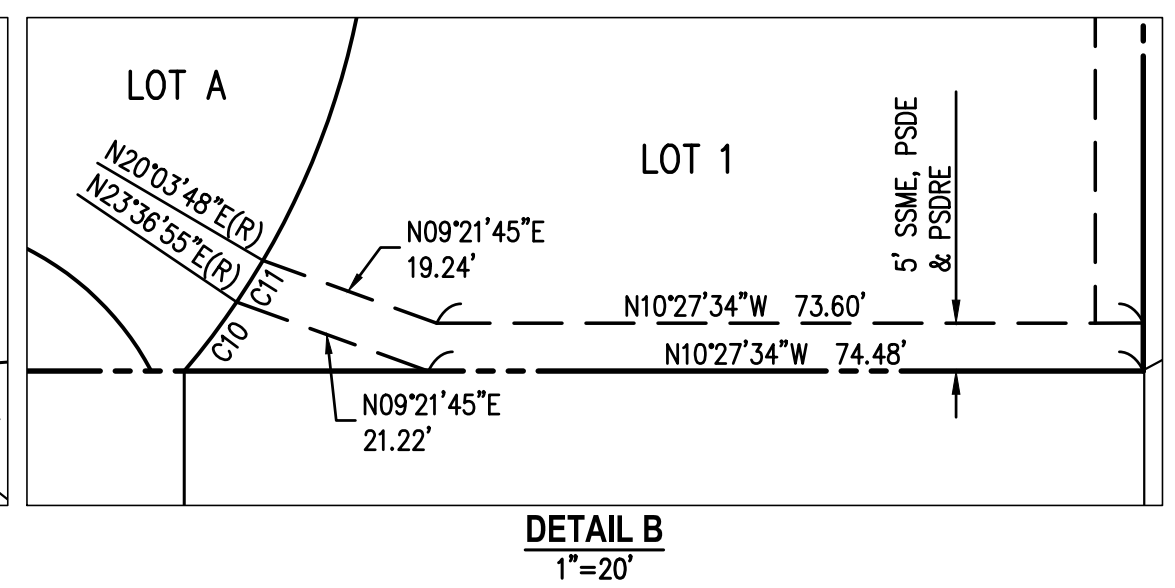 LOT A
LOT 1
N20°03'48"E(R)
N23°36'55"E(R)
C11
C10
N09°21'45"E
19.24'
5' SSME, PSDE
& PSDRE
N10°27'34"W 73.60'
N10°27'34"W 74.48'
N09°21'45"E
21.22'
DETAIL B
1"=20'